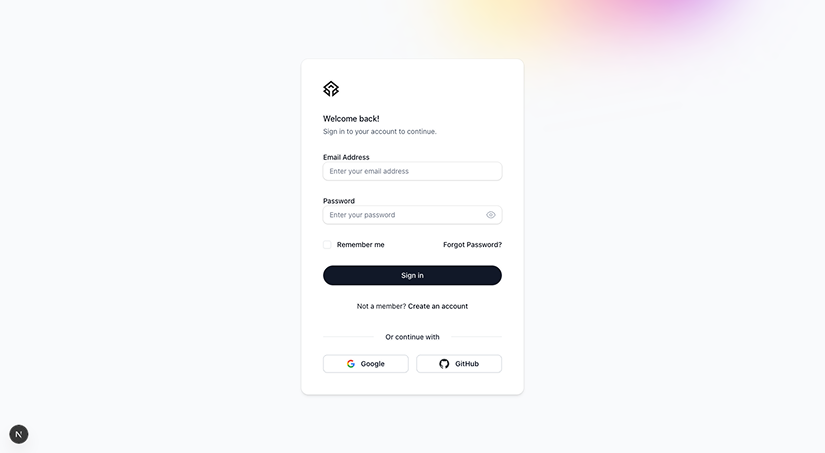 Welcome back!
Sign in to your account to continue.
Email Address
Enter your email address
Password
Enter your password
Remember me
Forgot Password?
Sign in
Not a member? Create an account
Or continue with
Google
GitHub
N